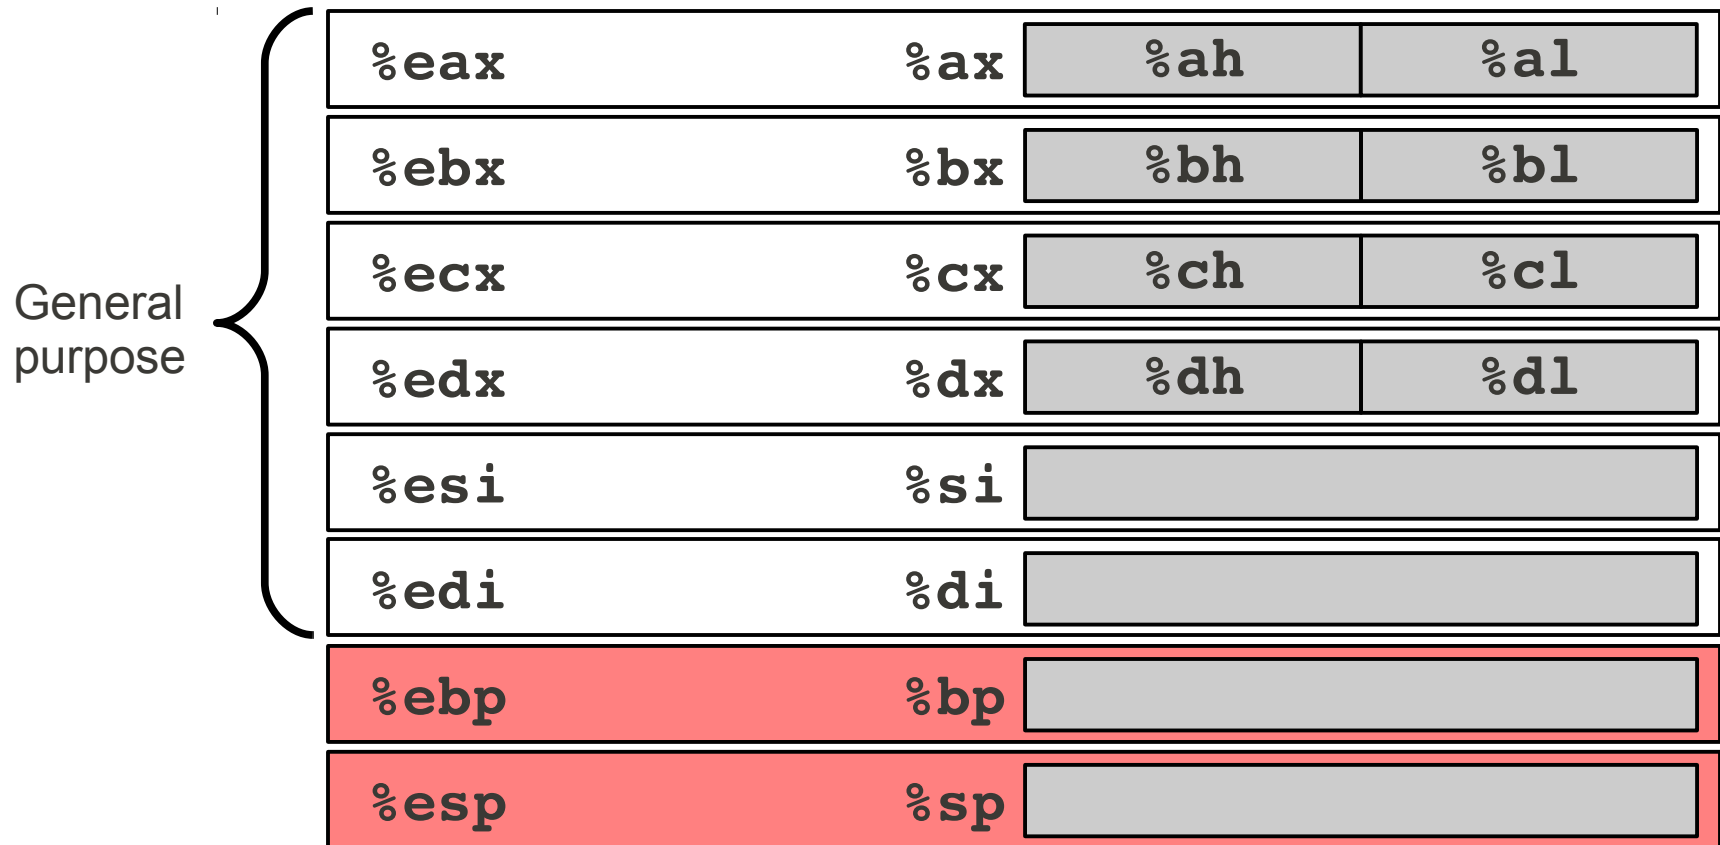 %eax %ax %ah %al
%ebx %bx %bh %bl
%ecx %cx %ch %cl
General
purpose
%edx %dx %dh %dl
%esi %si
%edi %di
%ebp %bp
%esp %sp